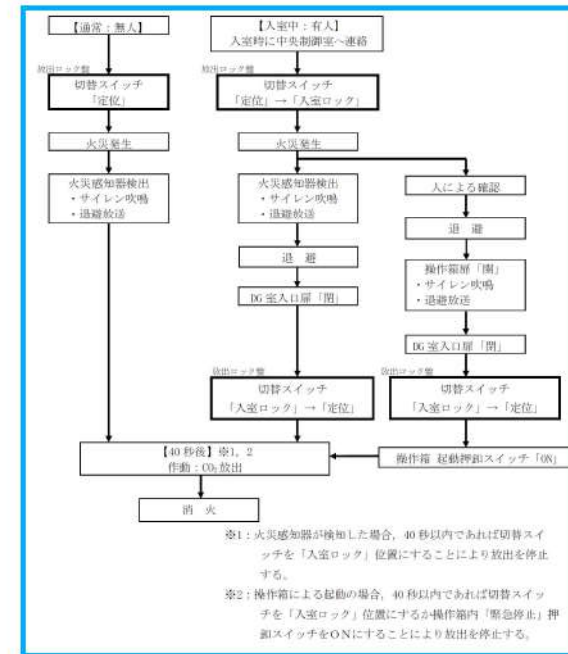 【通常：無人】
放出ロック盤
切替スイッチ
「定位」
火災発生
火災感知器検出
・サイレン吹鳴
・退避放送
【入室中：有人】
入室時に中央制御室へ連絡
放出ロック盤
切替スイッチ
「定位」→「入室ロック」
火災発生
火災感知器検出
・サイレン吹鳴
・退避放送
退　避
DG室入口扉「閉」
放出ロック盤
切替スイッチ
「入室ロック」→「定位」
人による確認
退　避
操作箱扉「開」
・サイレン吹鳴
・退避放送
DG室入口扉「閉」
放出ロック盤
切替スイッチ
「入室ロック」→「定位」
操作箱 起動押釦スイッチ「ON」
【40秒後】※1，2
作動：CO₂放出
消　火
※1：火災感知器が検知した場合，40秒以内であれば切替スイ
ッチを「入室ロック」位置にすることにより放出を停止
する。
※2：操作箱による起動の場合，40秒以内であれば切替スイッ
チを「入室ロック」位置にするか操作箱内「緊急停止」押
釦スイッチをＯＮにすることにより放出を停止する。